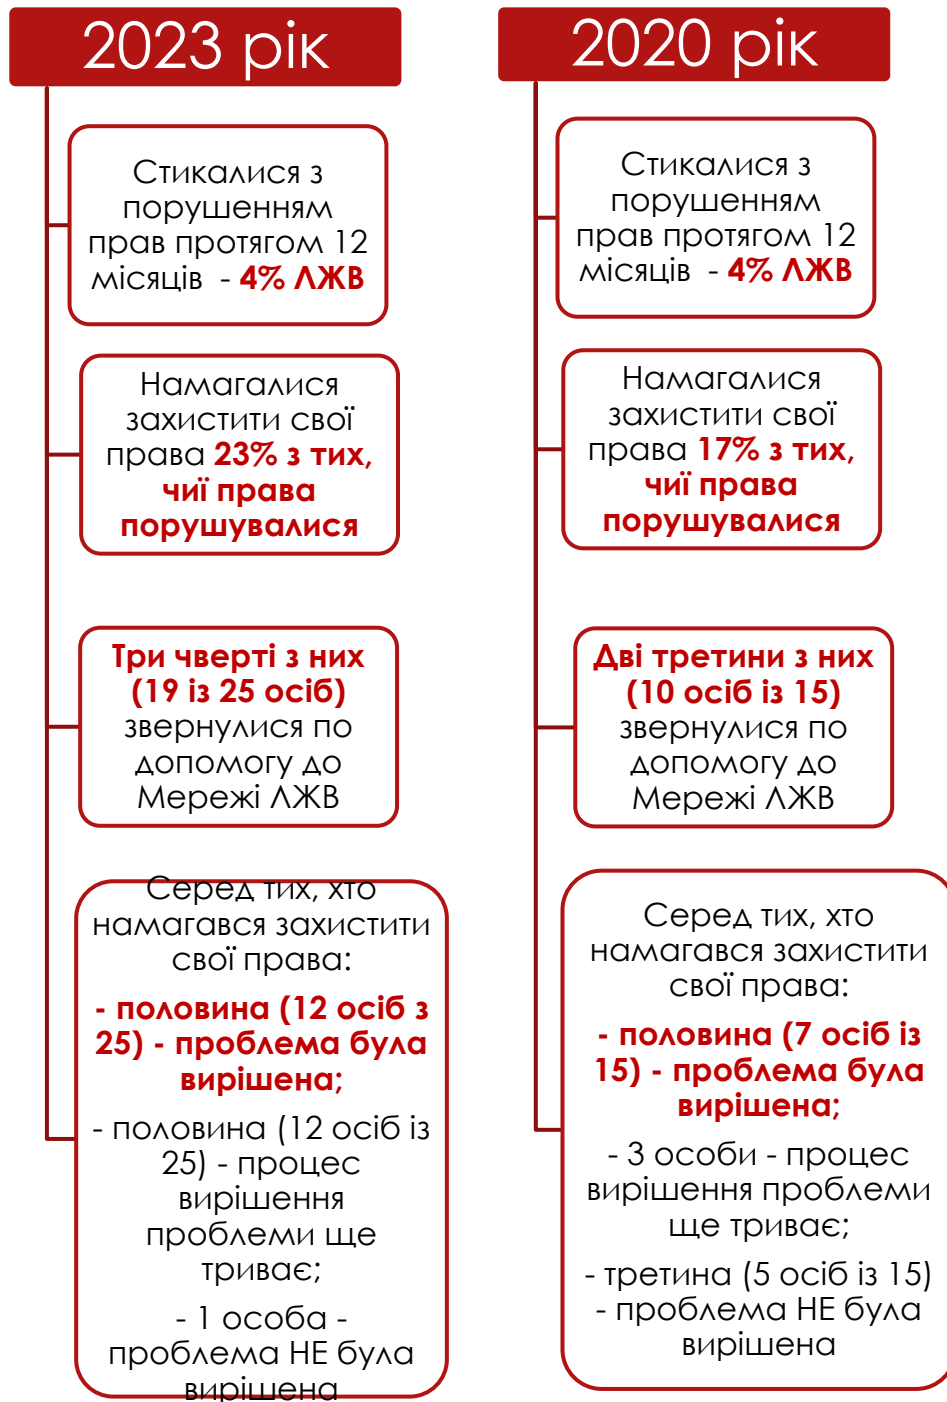 2023 рік
Стикалися з
порушенням
прав протягом 12
місяців - 4% ЛЖВ
Намагалися
захистити свої
права 23% з тих,
чиї права
порушувалися
Три чверті з них
(19 із 25 осіб)
звернулися по
допомогу до
Мережі ЛЖВ
Серед тих, хто
намагався захистити
свої права:
- половина (12 осіб з
25) - проблема була
вирішена;
- половина (12 осіб із
25) - процес
вирішення
проблеми ще
триває;
- 1 особа -
проблема НЕ була
вирішена
2020 рік
Стикалися з
порушенням
прав протягом 12
місяців - 4% ЛЖВ
Намагалися
захистити свої
права 17% з тих,
чиї права
порушувалися
Дві третини з них
(10 осіб із 15)
звернулися по
допомогу до
Мережі ЛЖВ
Серед тих, хто
намагався захистити
свої права:
- половина (7 осіб із
15) - проблема була
вирішена;
- 3 особи - процес
вирішення проблеми
ще триває;
- третина (5 осіб із 15)
- проблема НЕ була
вирішена